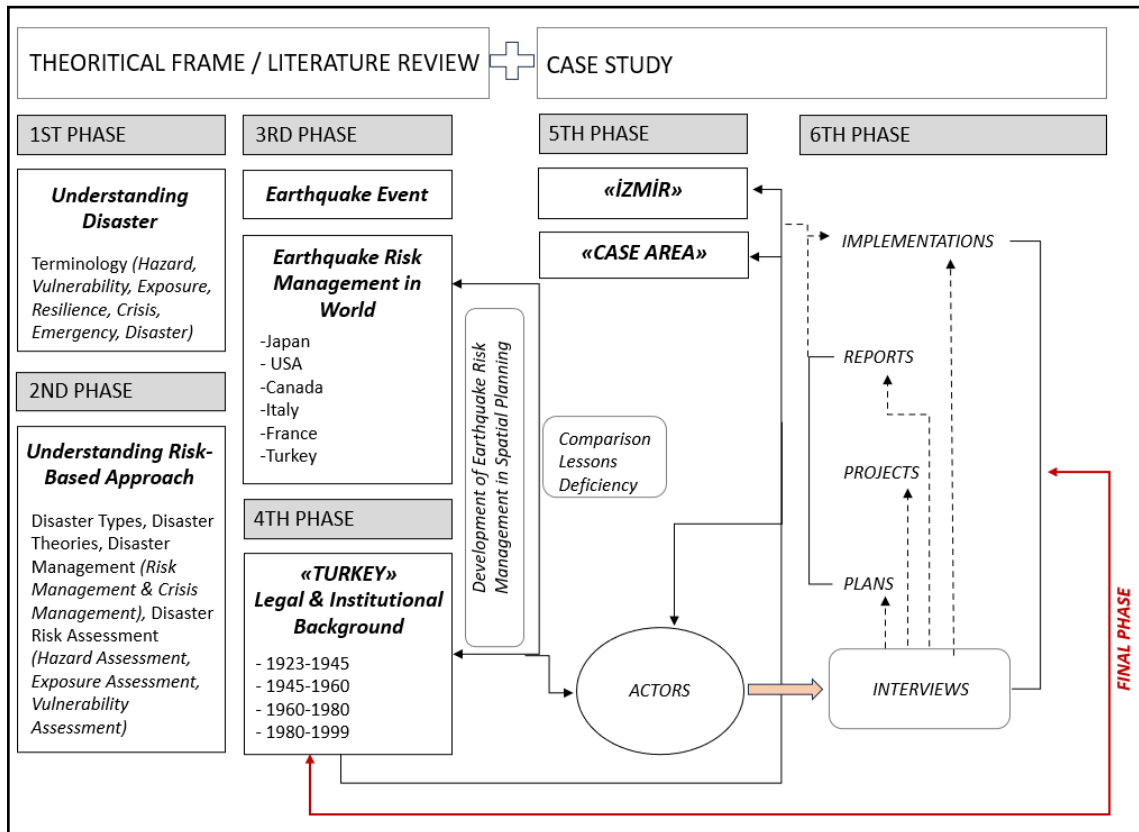 THEORITICAL FRAME / LITERATURE REVIEW
CASE STUDY
1ST PHASE
Understanding
Disaster
Terminology (Hazard,
Vulnerability, Exposure,
Resilience, Crisis,
Emergency, Disaster)
2ND PHASE
Understanding Risk-
Based Approach
Disaster Types, Disaster
Theories, Disaster
Management (Risk
Management & Crisis
Management), Disaster
Risk Assessment
(Hazard Assessment,
Exposure Assessment,
Vulnerability
Assessment)
3RD PHASE
Earthquake Event
Earthquake Risk
Management in
World
-Japan
- USA
-Canada
-Italy
-France
-Turkey
4TH PHASE
«TURKEY»
Legal & Institutional
Background
- 1923-1945
- 1945-1960
- 1960-1980
- 1980-1999
Development of Earthquake Risk
Management in Spatial Planning
5TH PHASE
«İZMİR»
«CASE AREA»
Comparison
Lessons
Deficiency
ACTORS
6TH PHASE
IMPLEMENTATIONS
REPORTS
PROJECTS
PLANS
INTERVIEWS
FINAL PHASE